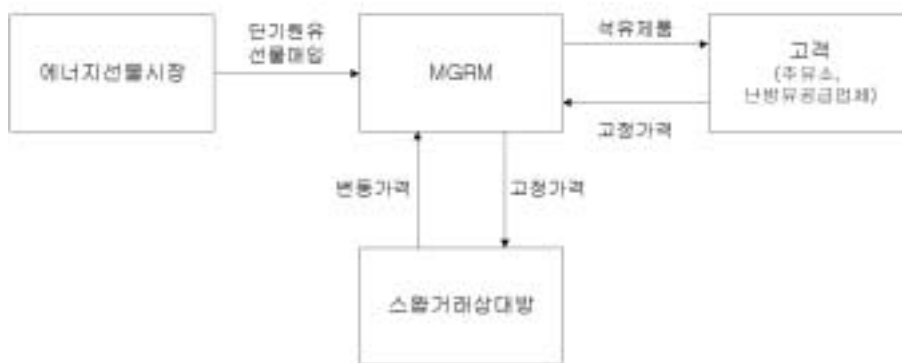 단기원유
선물매입
석유제품
에너지선물시장
MGRM
고객
(주유소,
난방유공급업체)
고정가격
변동가격
고정가격
스왑거래상대방